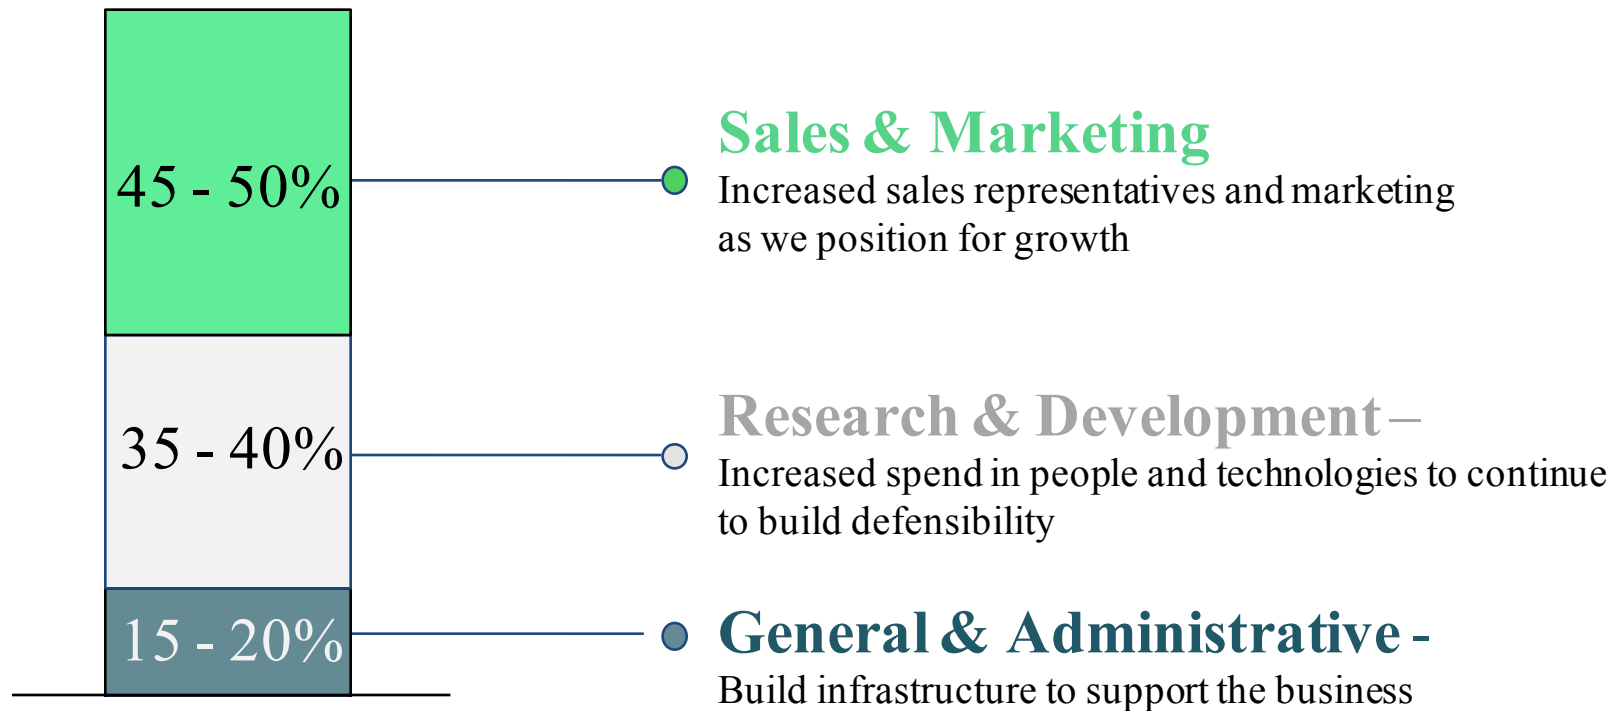 45 - 50%
Sales & Marketing
Increased sales representatives and marketing
as we position for growth
35 - 40%
Research & Development –
Increased spend in people and technologies to continue
to build defensibility
15 - 20%
General & Administrative -
Build infrastructure to support the business